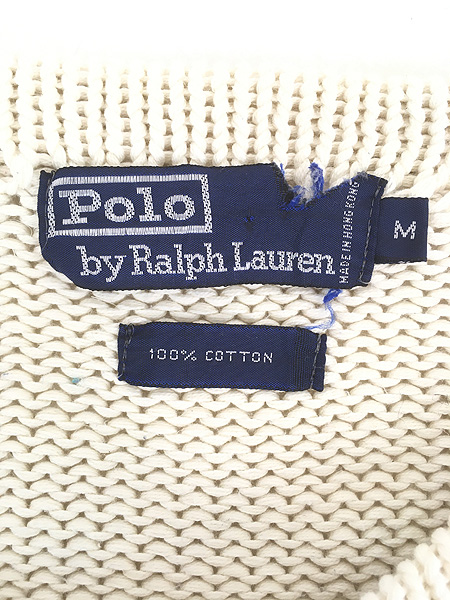 Polo
by Ralph Lauren
MADE IN HONG KONG
M
100% COTTON